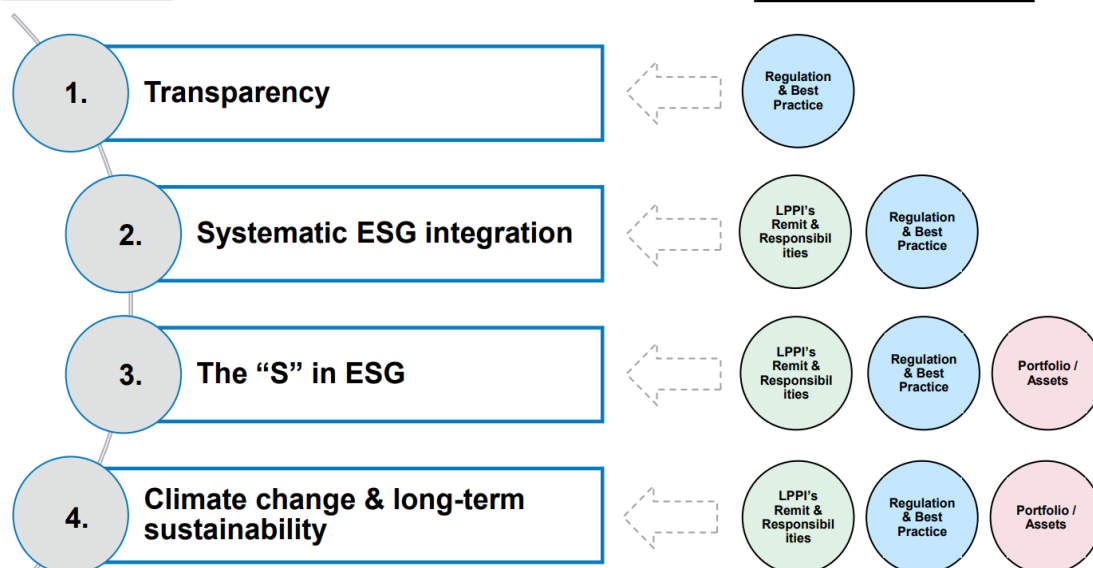 1.
Transparency
Regulation
& Best
Practice
2.
Systematic ESG integration
LPPI's
Remit &
Responsibil
ities
Regulation
& Best
Practice
3.
The “S” in ESG
LPPI's
Remit &
Responsibil
ities
Regulation
& Best
Practice
Portfolio /
Assets
4.
Climate change & long-term
sustainability
LPPI's
Remit &
Responsibil
ities
Regulation
& Best
Practice
Portfolio /
Assets